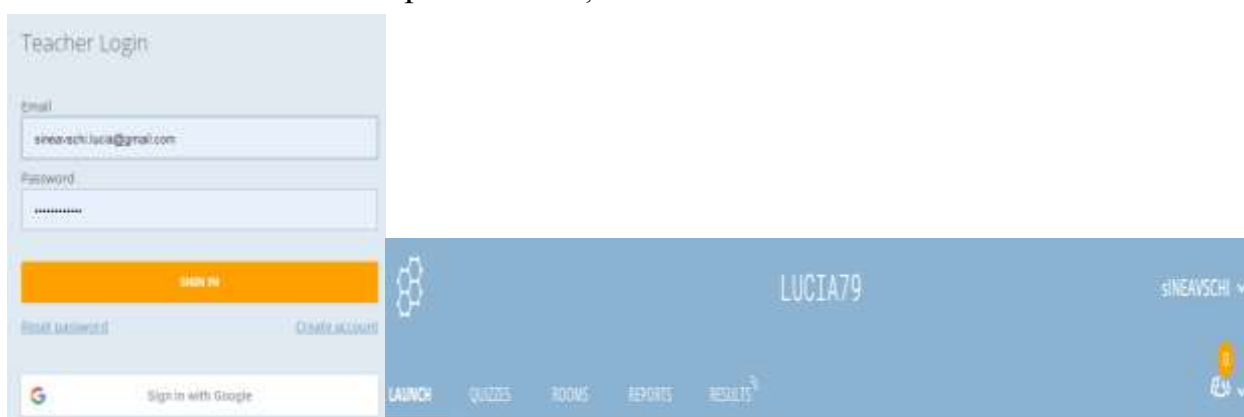 Teacher Login
Email
sineavschi.lucia@gmail.com
Password
••••••••••••
SIGN IN
Reset password
Create account
Sign in with Google
LUCIA79
sINEAVSCHI
LAUNCH
QUIZZES
ROOMS
REPORTS
RESULTS